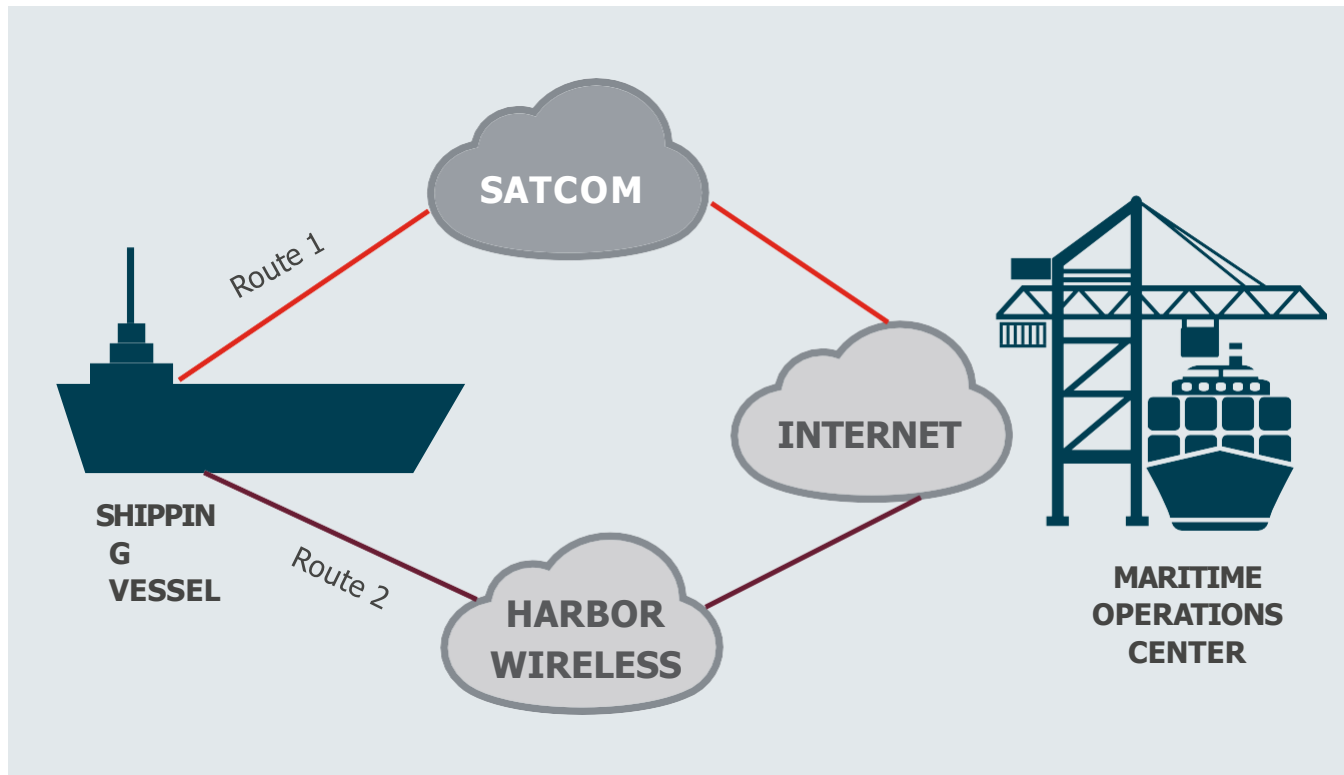 SATCOM
Route 1
INTERNET
SHIPPIN
G
VESSEL
Route 2
HARBOR
WIRELESS
MARITIME
OPERATIONS
CENTER